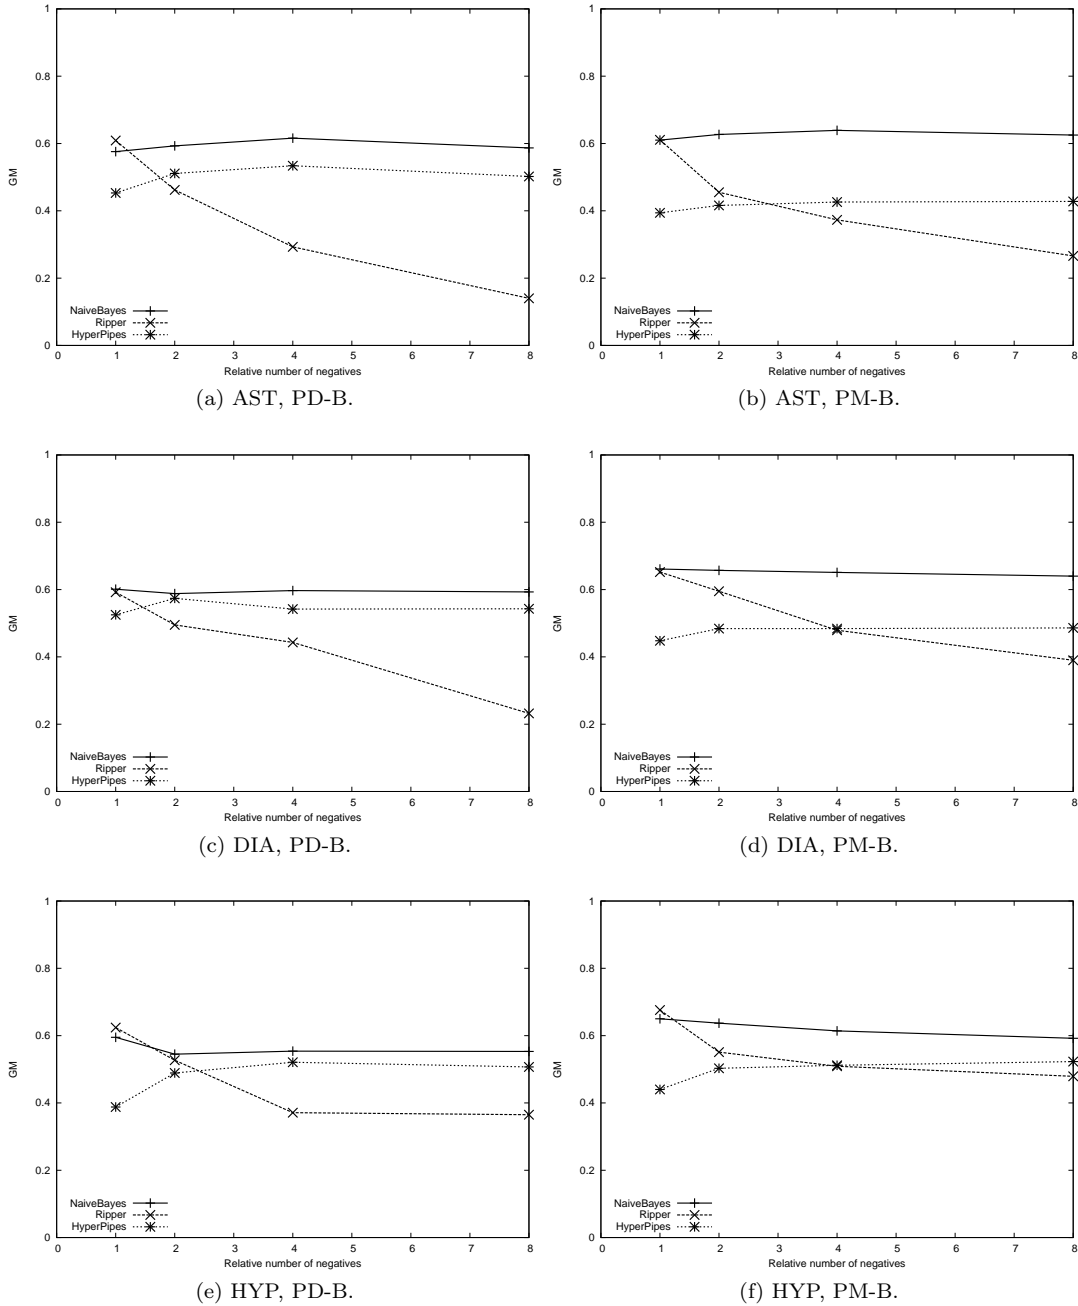 1
0.8
0.6
GM
0.4
0.2
NaiveBayes
Ripper
HyperPipes
0
0 1 2 3 4 5 6 7 8
Relative number of negatives
(a) AST, PD-B.
1
0.8
0.6
GM
0.4
0.2
NaiveBayes
Ripper
HyperPipes
0
0 1 2 3 4 5 6 7 8
Relative number of negatives
(b) AST, PM-B.
1
0.8
0.6
GM
0.4
0.2
NaiveBayes
Ripper
HyperPipes
0
0 1 2 3 4 5 6 7 8
Relative number of negatives
(c) DIA, PD-B.
1
0.8
0.6
GM
0.4
0.2
NaiveBayes
Ripper
HyperPipes
0
0 1 2 3 4 5 6 7 8
Relative number of negatives
(d) DIA, PM-B.
1
0.8
0.6
GM
0.4
0.2
NaiveBayes
Ripper
HyperPipes
0
0 1 2 3 4 5 6 7 8
Relative number of negatives
(e) HYP, PD-B.
1
0.8
0.6
GM
0.4
0.2
NaiveBayes
Ripper
HyperPipes
0
0 1 2 3 4 5 6 7 8
Relative number of negatives
(f) HYP, PM-B.